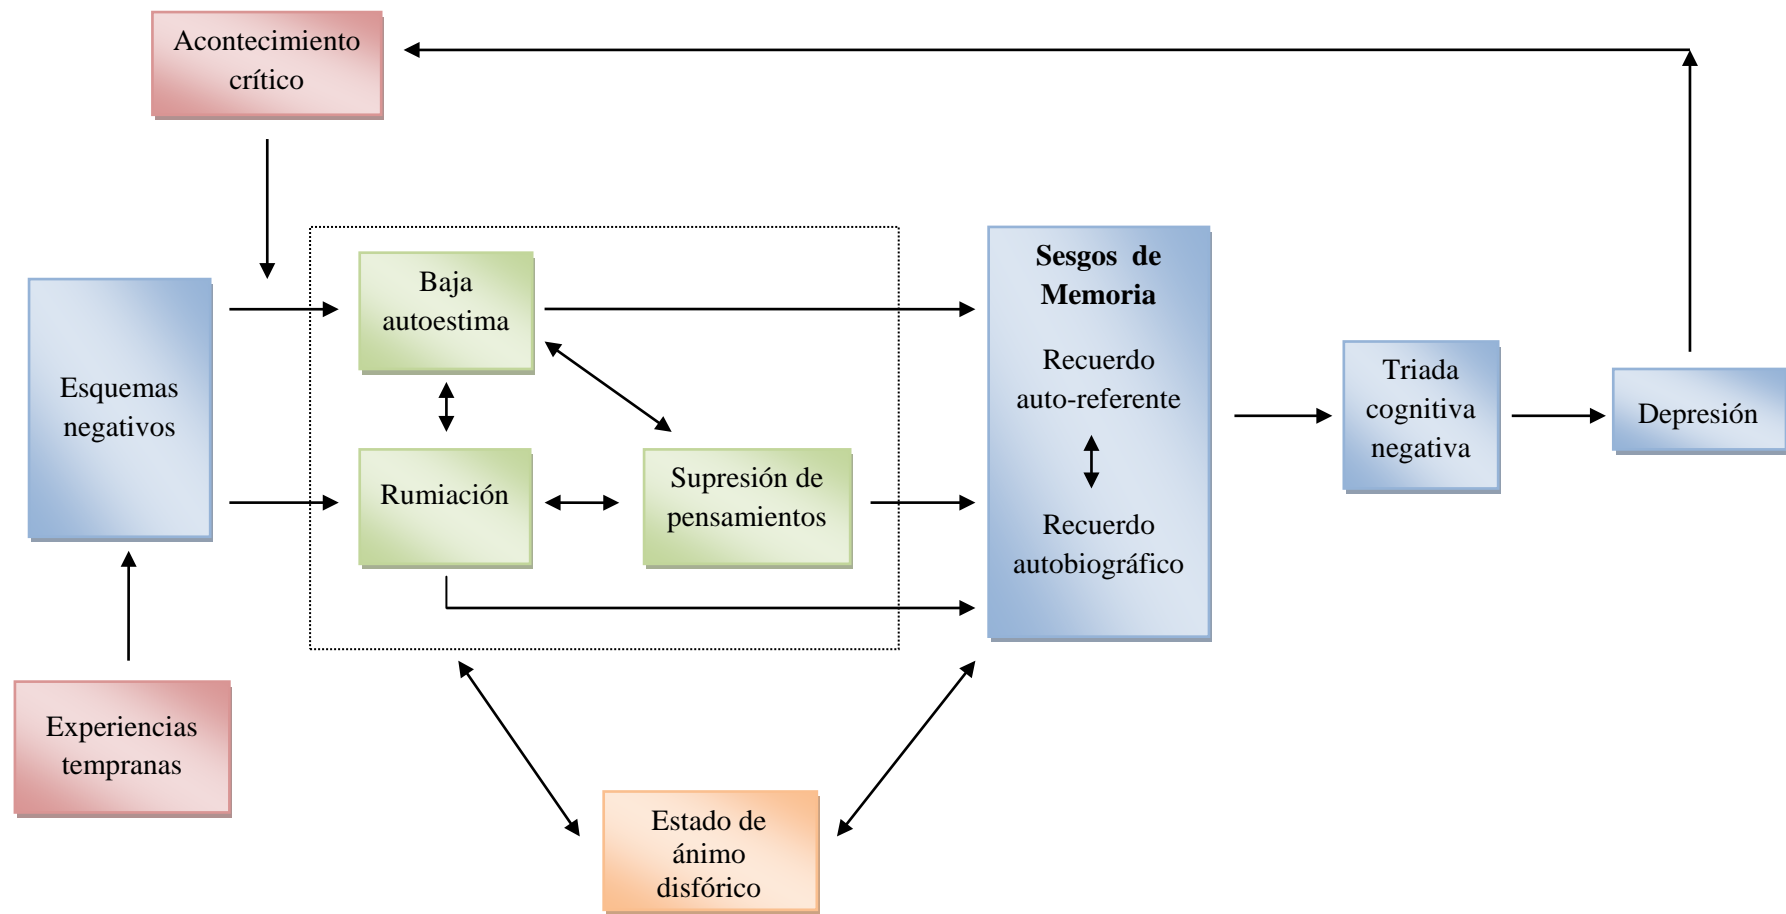 Acontecimiento
crítico
Baja
autoestima
Sesgos de
Memoria
Recuerdo
auto-referente
Recuerdo
autobiográfico
Esquemas
negativos
Triada
cognitiva
negativa
Depresión
Rumiación
Supresión de
pensamientos
Experiencias
tempranas
Estado de
ánimo
disfórico